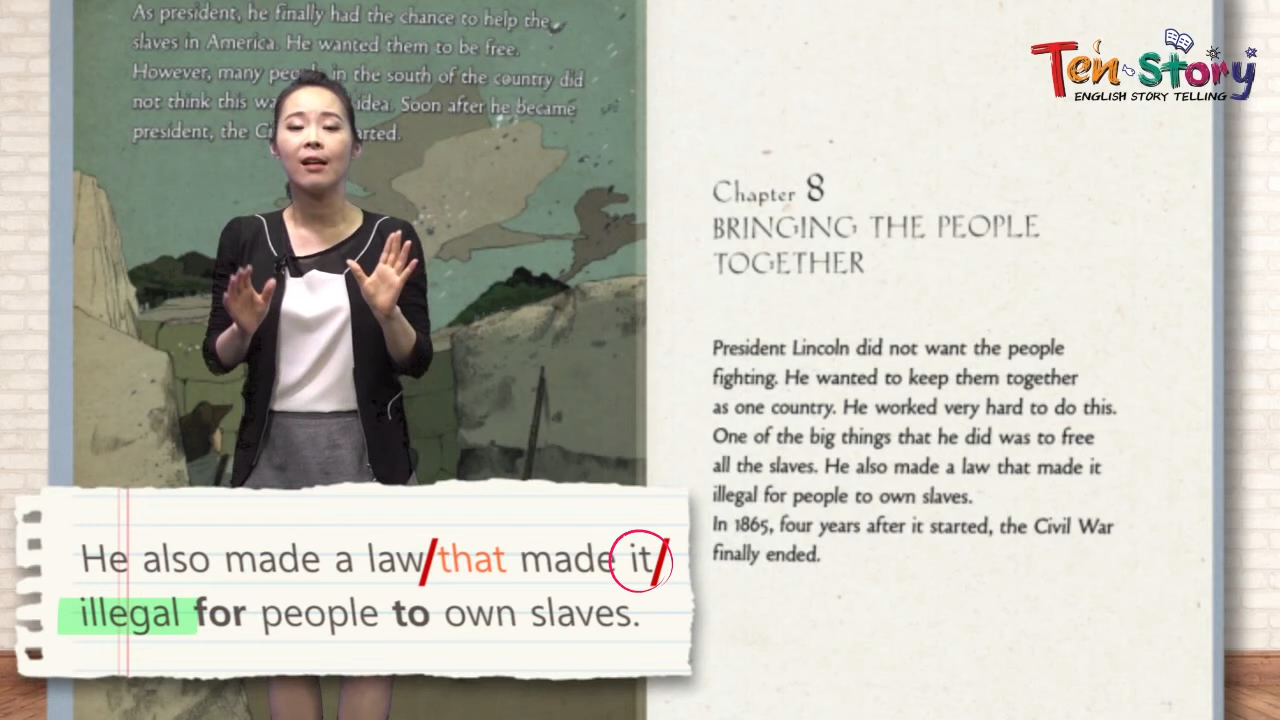 As president, he finally had the chance to help the
slaves in America. He wanted them to be free.
However, many in the south of the country did
not think this idea. Soon after he became
president, the
Ten Story
ENGLISH STORY TELLING
Chapter 8
BRINGING THE PEOPLE
TOGETHER
President Lincoln did not want the people
fighting. He wanted to keep them together
as one country. He worked very hard to do this.
One of the big things that he did was to free
all the slaves. He also made a law that made it
illegal for people to own slaves.
In 1865, four years after it started, the Civil War
finally ended.
He also made a law/that made it/
illegal for people to own slaves.